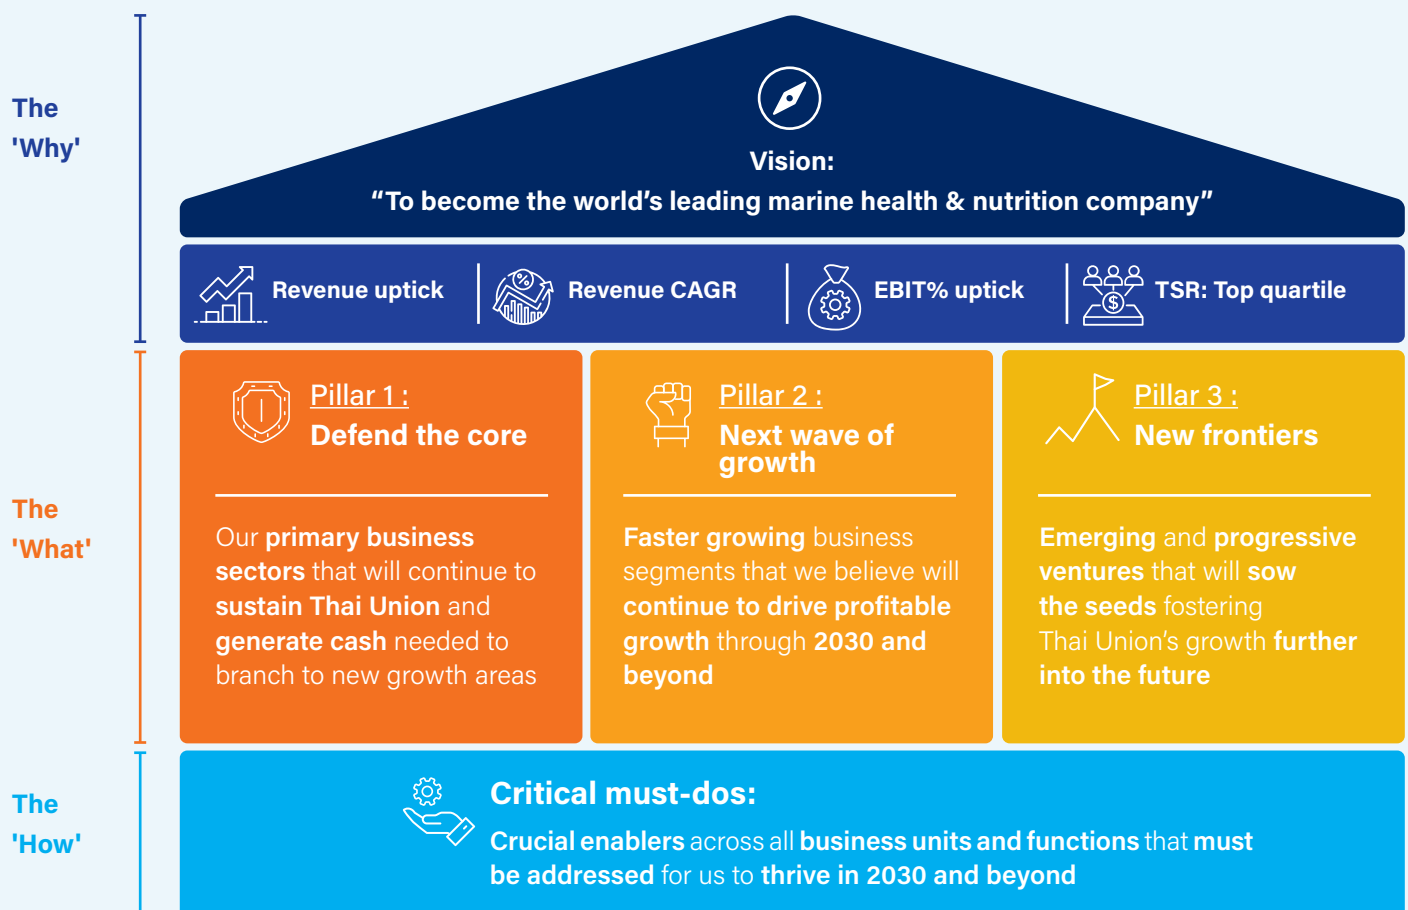 The
'Why'
Vision:
“To become the world’s leading marine health & nutrition company”
Revenue uptick
Revenue CAGR
EBIT% uptick
TSR: Top quartile
The
'What'
Pillar 1 :
Defend the core
Our primary business
sectors that will continue to
sustain Thai Union and
generate cash needed to
branch to new growth areas
Pillar 2 :
Next wave of
growth
Faster growing business
segments that we believe will
continue to drive profitable
growth through 2030 and
beyond
Pillar 3 :
New frontiers
Emerging and progressive
ventures that will sow
the seeds fostering
Thai Union’s growth further
into the future
The
'How'
Critical must-dos:
Crucial enablers across all business units and functions that must
be addressed for us to thrive in 2030 and beyond